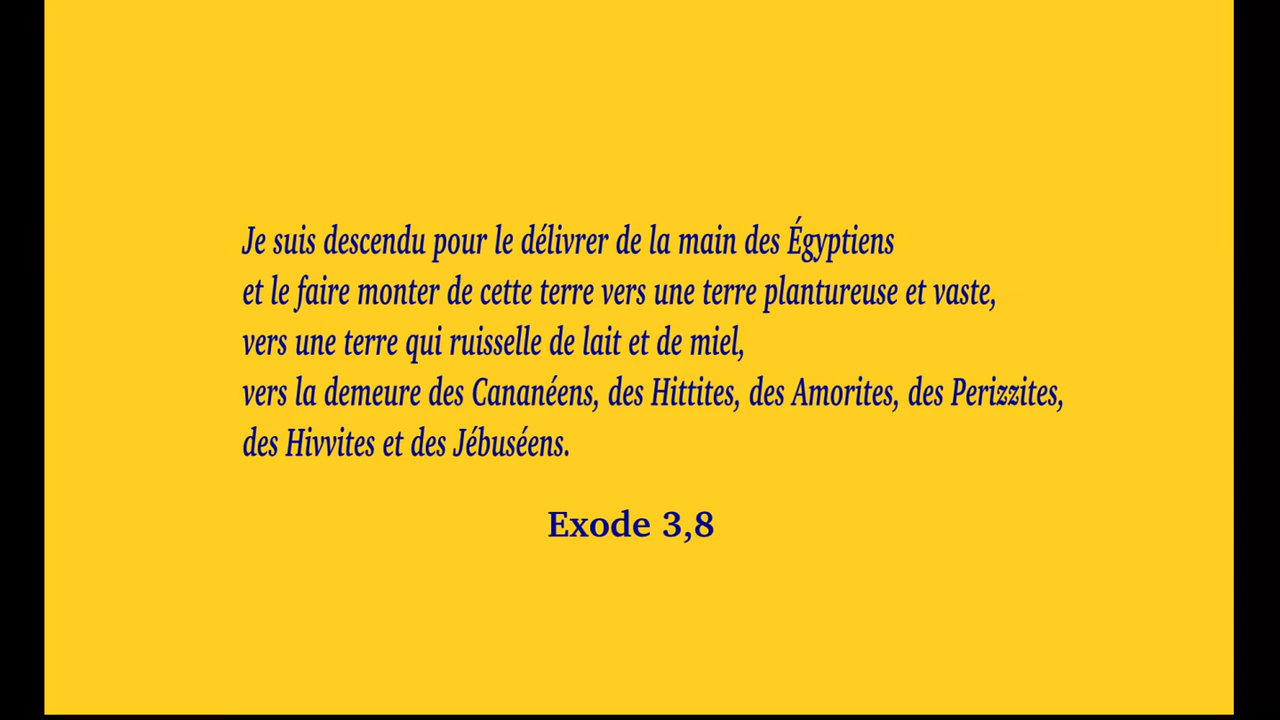 Je suis descendu pour le délivrer de la main des Égyptiens
et le faire monter de cette terre vers une terre plantureuse et vaste,
vers une terre qui ruisselle de lait et de miel,
vers la demeure des Cananéens, des Hittites, des Amorites, des Perizzites,
des Hivvites et des Jébuséens.
Exode 3,8